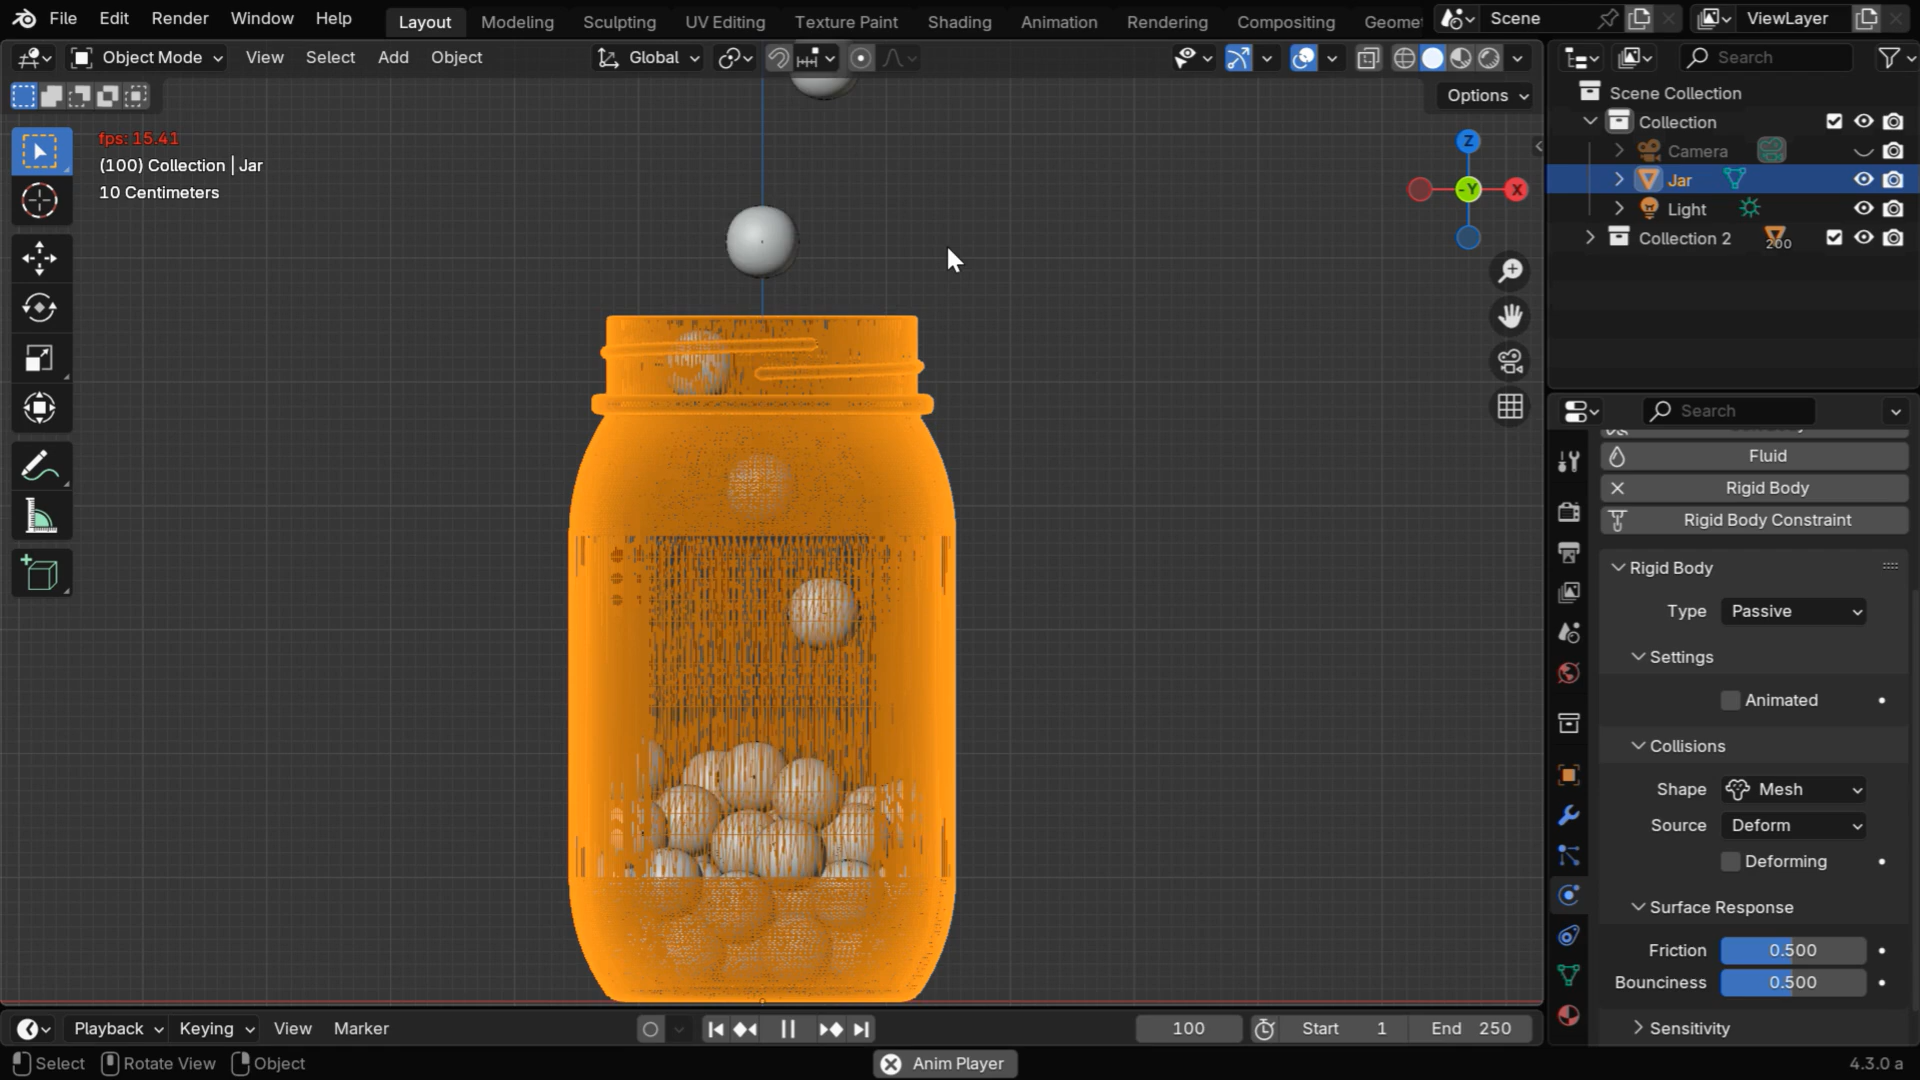 File Edit Render Window Help Layout Modeling Sculpting UV Editing Texture Paint Shading Animation Rendering Compositing Geomet Scene ViewLayer
Object Mode View Select Add Object Global Search
Options
fps: 15.41
(100) Collection | Jar
10 Centimeters
Z
-Y
X
Scene Collection
Collection
Camera
Jar
Light
Collection 2 200
Search
Fluid
Rigid Body
Rigid Body Constraint
Rigid Body
Type Passive
Settings
Animated
Collisions
Shape Mesh
Source Deform
Deforming
Surface Response
Friction 0.500
Bounciness 0.500
Sensitivity
Playback Keying View Marker 100 Start 1 End 250
Select Rotate View Object Anim Player 4.3.0 a